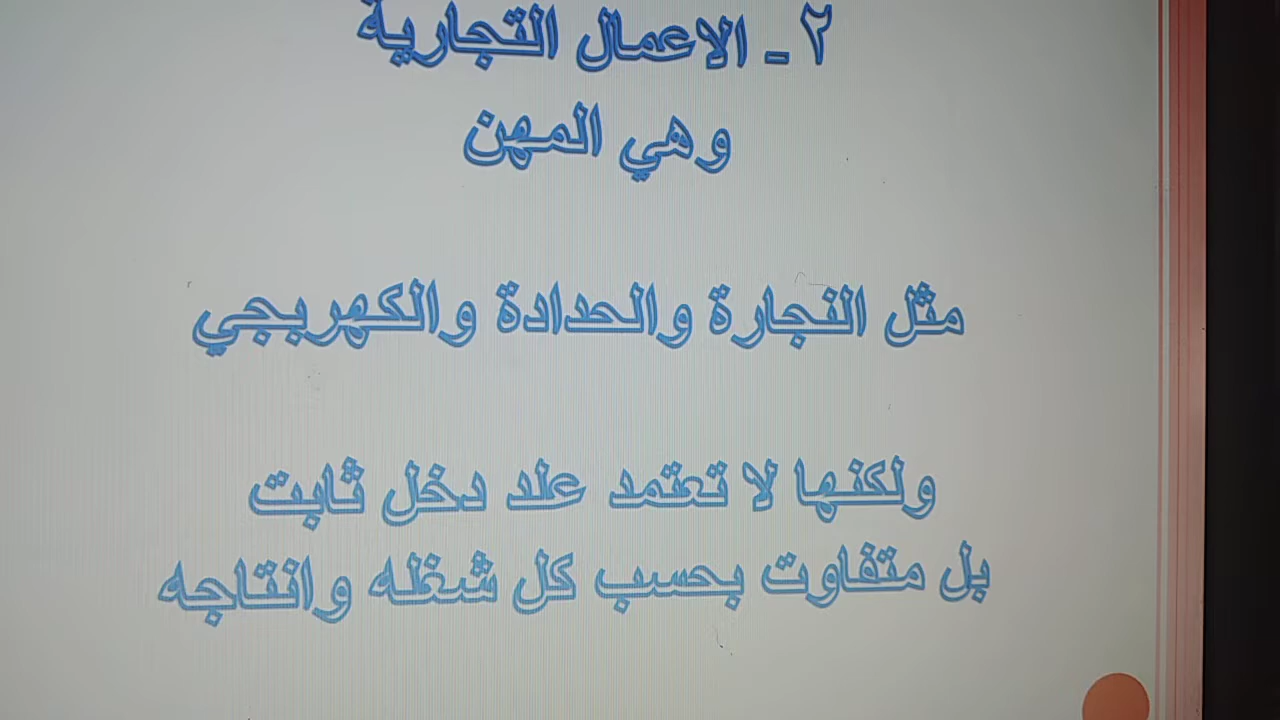 ٢ - الاعمال التجارية
وهي المهن
مثل النجارة والحدادة والكهربجي
ولكنها لا تعتمد علد دخل ثابت
بل متفاوت بحسب كل شغله وانتاجه